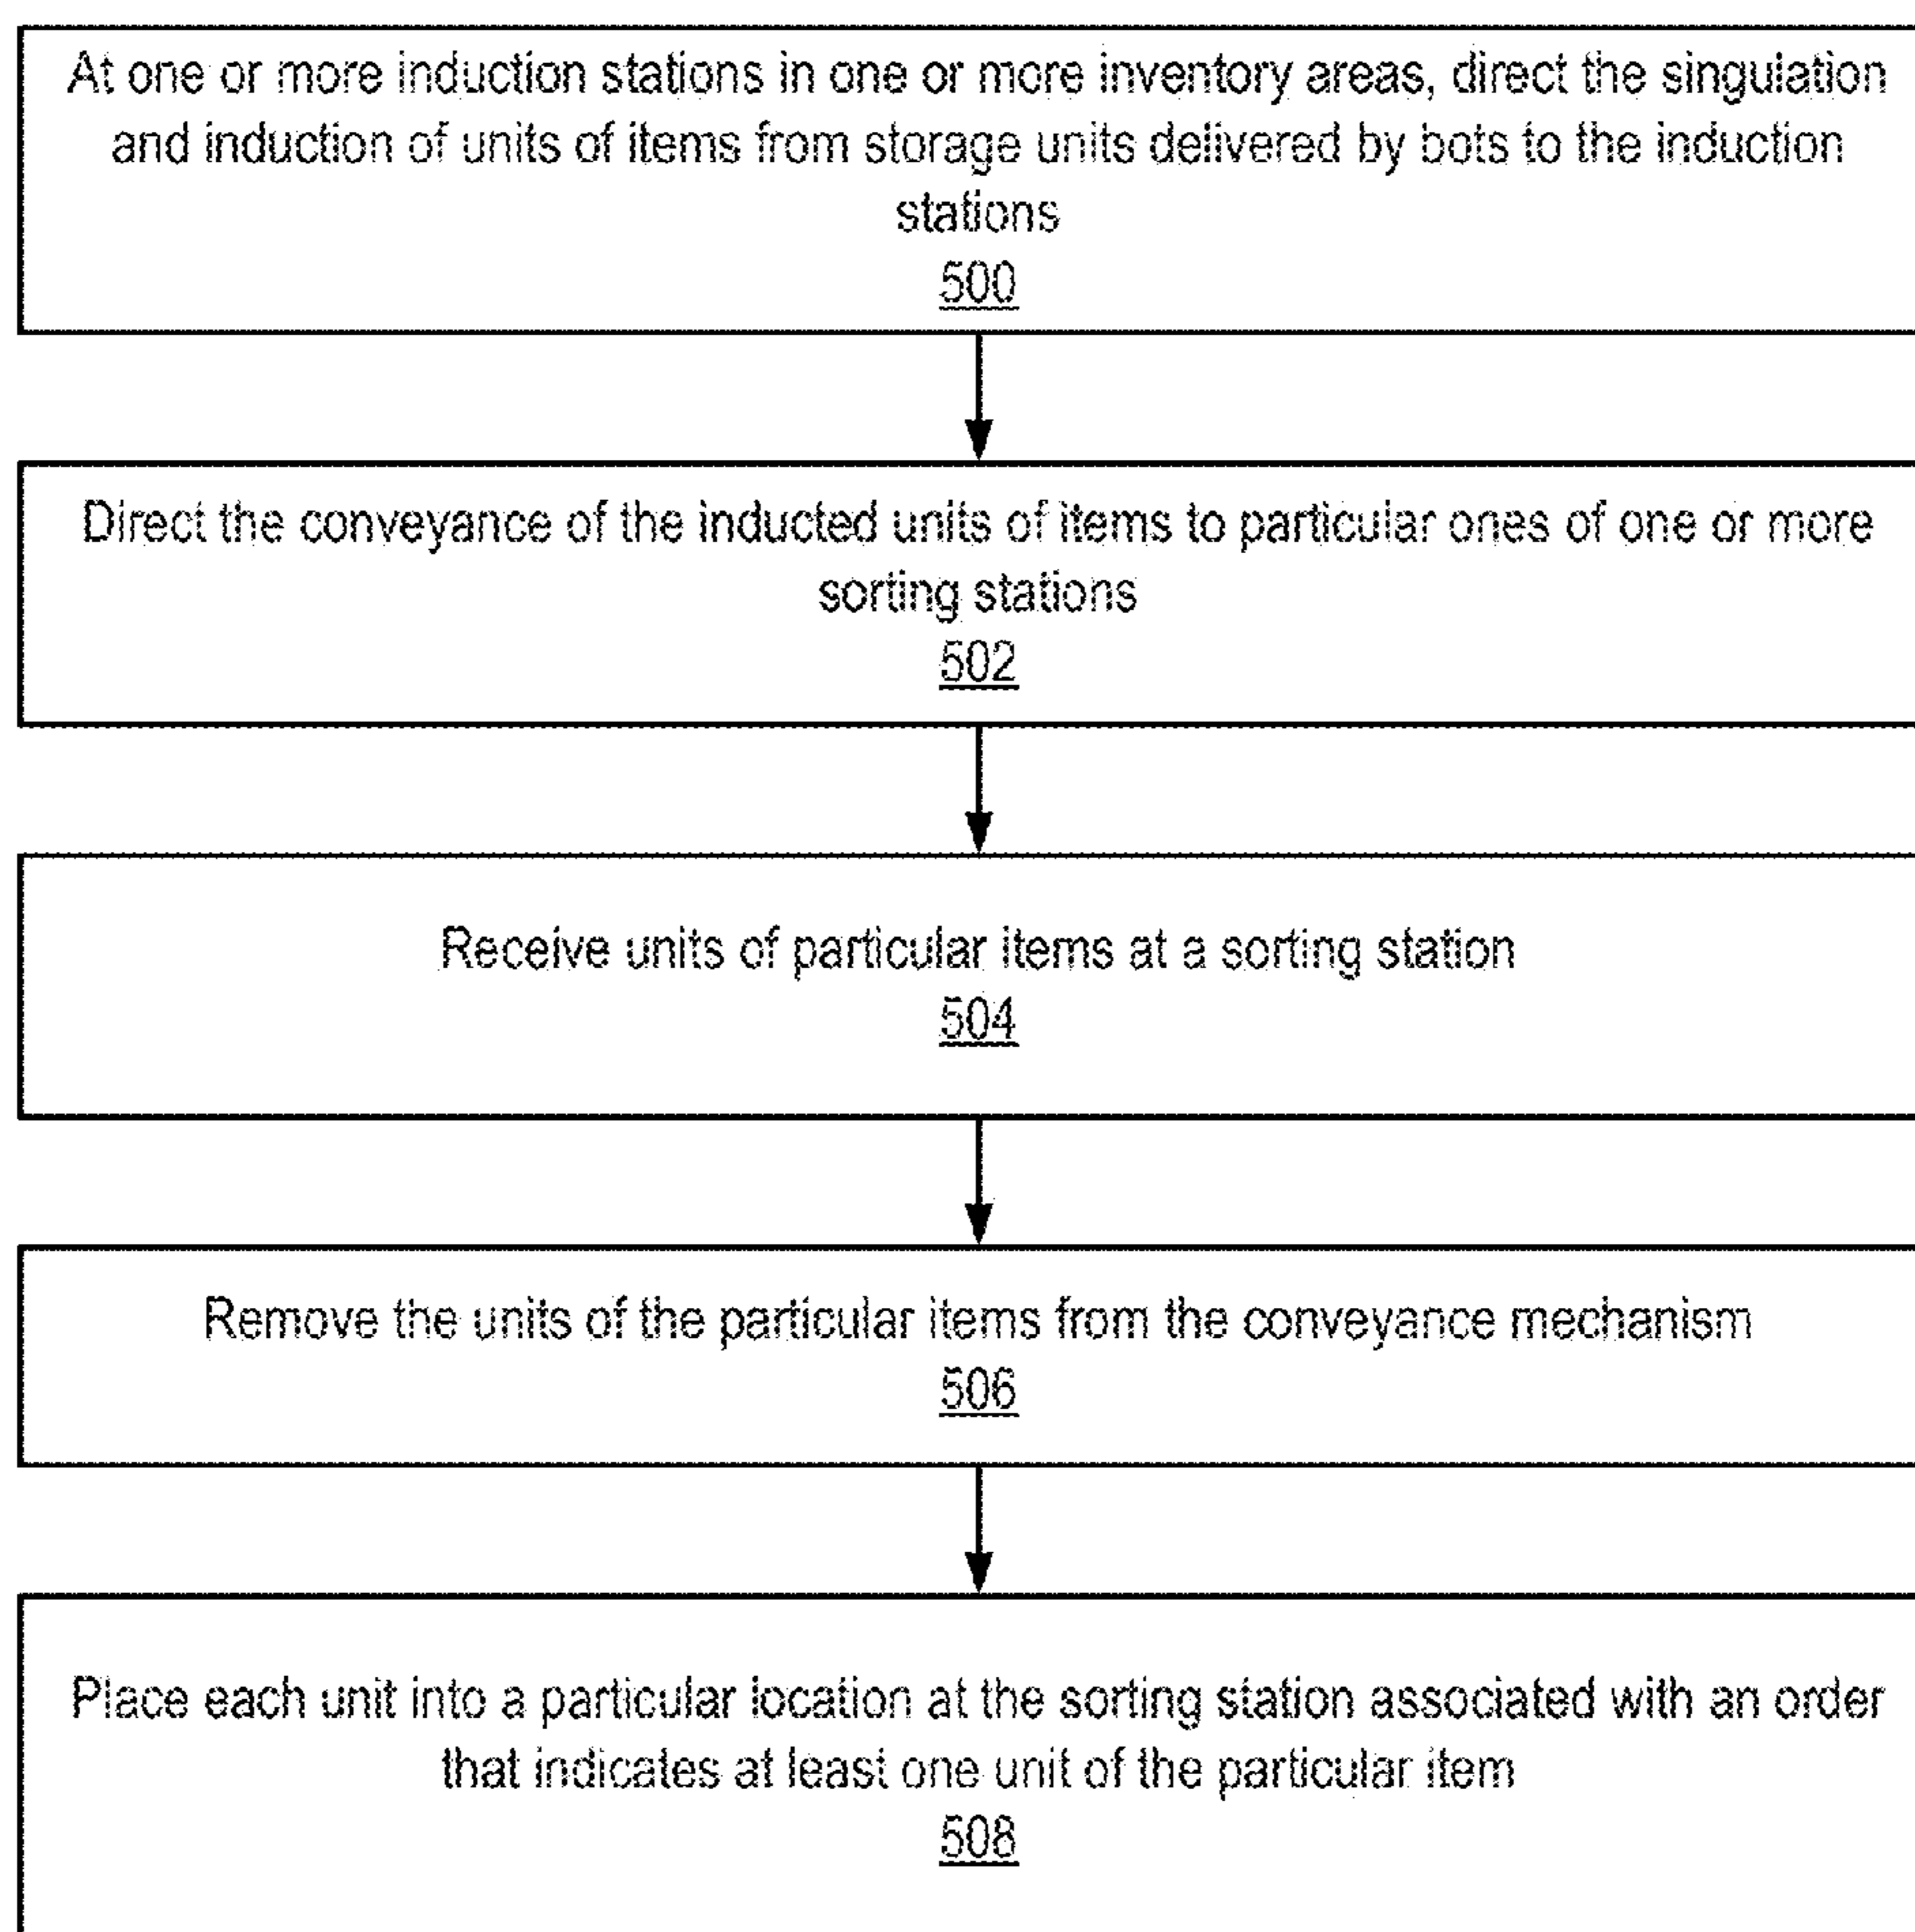 At one or more induction stations in one or more inventory areas, direct the singulation
and induction of units of items from storage units delivered by bots to the induction
stations
500
Direct the conveyance of the inducted units of items to particular ones of one or more
sorting stations
502
Receive units of particular items at a sorting station
504
Remove the units of the particular items from the conveyance mechanism
506
Place each unit into a particular location at the sorting station associated with an order
that indicates at least one unit of the particular item
508